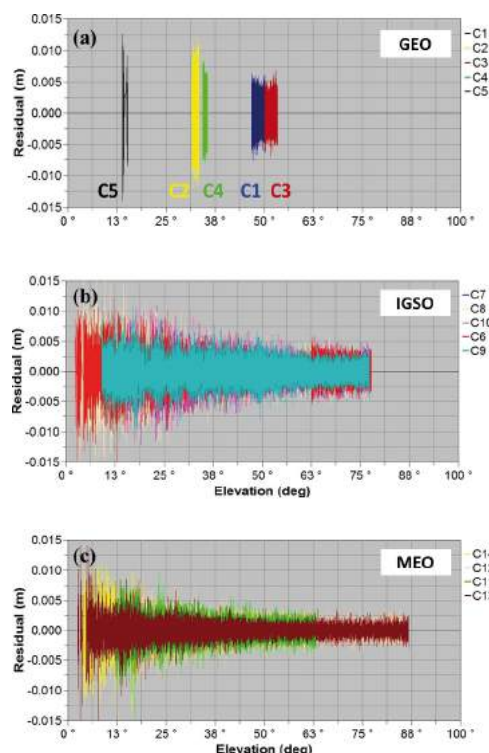 (a)
GEO
C1
C2
C3
C4
C5
Residual (m)
0.015
0.010
0.005
0.000
-0.005
-0.010
-0.015
C5
C2
C4
C1
C3
0 °
13 °
25 °
38 °
50 °
63 °
75 °
88 °
100 °
(b)
IGSO
C7
C8
C10
C6
C9
Residual (m)
0.015
0.010
0.005
0.000
-0.005
-0.010
-0.015
0 °
13 °
25 °
38 °
50 °
63 °
75 °
88 °
100 °
Elevation (deg)
(c)
MEO
Residual (m)
0.015
0.010
0.005
0.000
-0.005
-0.010
-0.015
0 °
13 °
25 °
38 °
50 °
63 °
75 °
88 °
100 °
Elevation (deg)